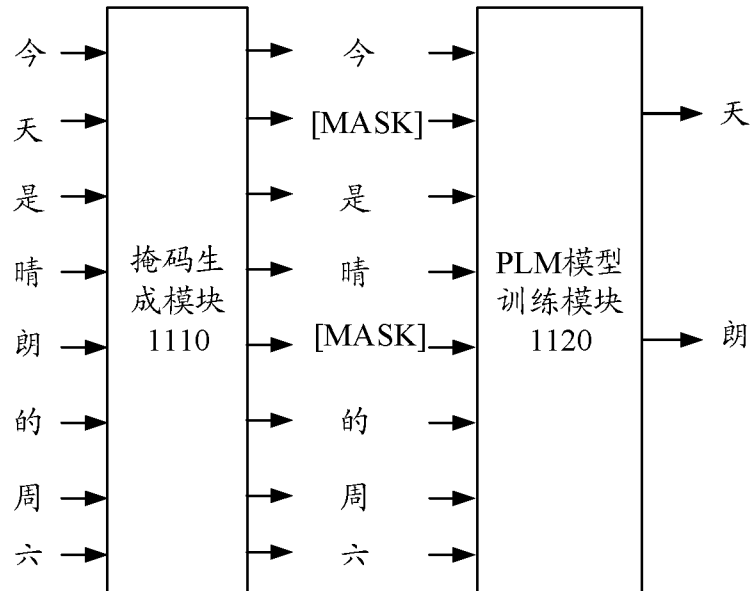 今 今
天 [MASK] 天
是 是
晴 晴
朗 [MASK] 朗
的 的
周 周
六 六
掩码生
成模块
1110
PLM模型
训练模块
1120